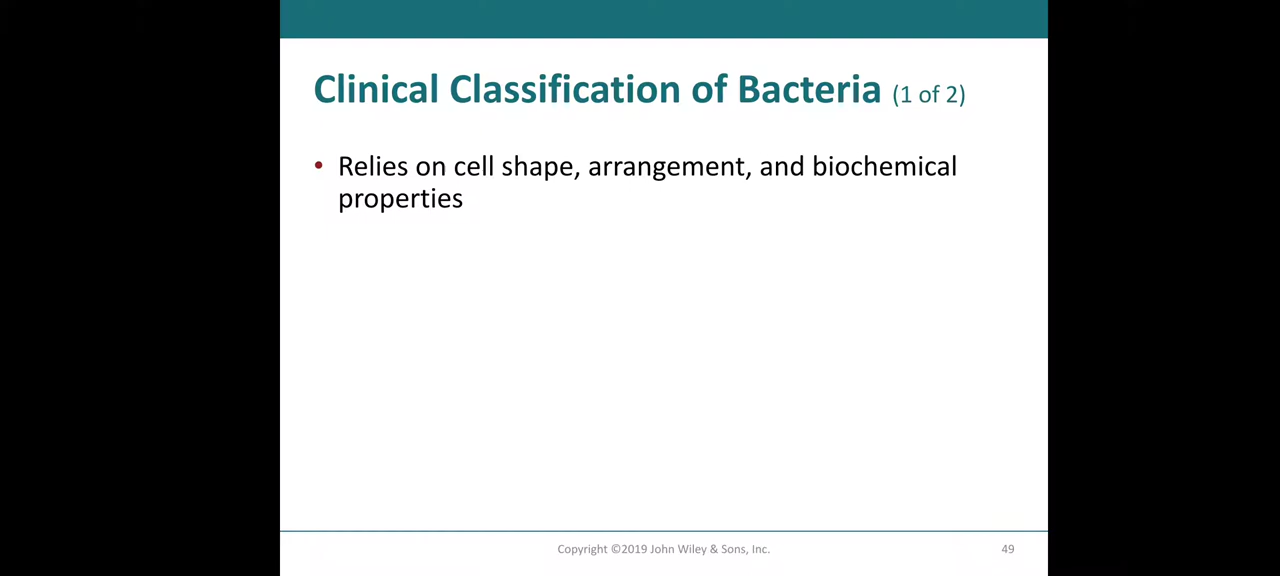 Clinical Classification of Bacteria (1 of 2)
• Relies on cell shape, arrangement, and biochemical
properties
Copyright ©2019 John Wiley & Sons, Inc.
49